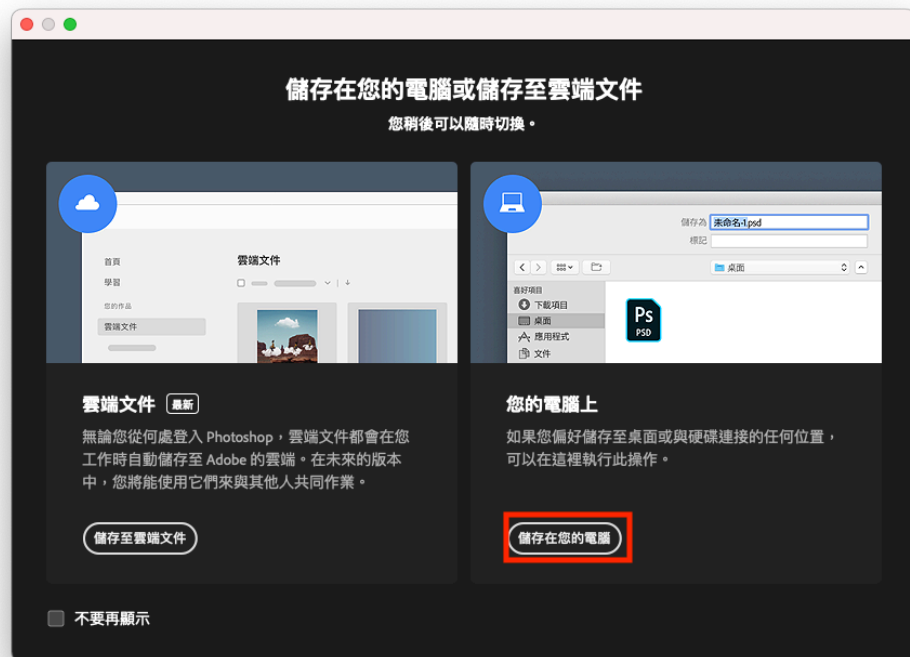 儲存在您的電腦或儲存至雲端文件
您稍後可以隨時切換。
首頁
學習
您的作品
雲端文件
雲端文件
儲存為 未命名-1.psd
標記
桌面
喜好項目
下載項目
桌面
應用程式
文件
Ps
PSD
雲端文件 最新
無論您從何處登入 Photoshop，雲端文件都會在您
工作時自動儲存至 Adobe 的雲端。在未來的版本
中，您將能使用它們來與其他人共同作業。
儲存至雲端文件
您的電腦上
如果您偏好儲存至桌面或與硬碟連接的任何位置，
可以在這裡執行此操作。
儲存在您的電腦
不要再顯示